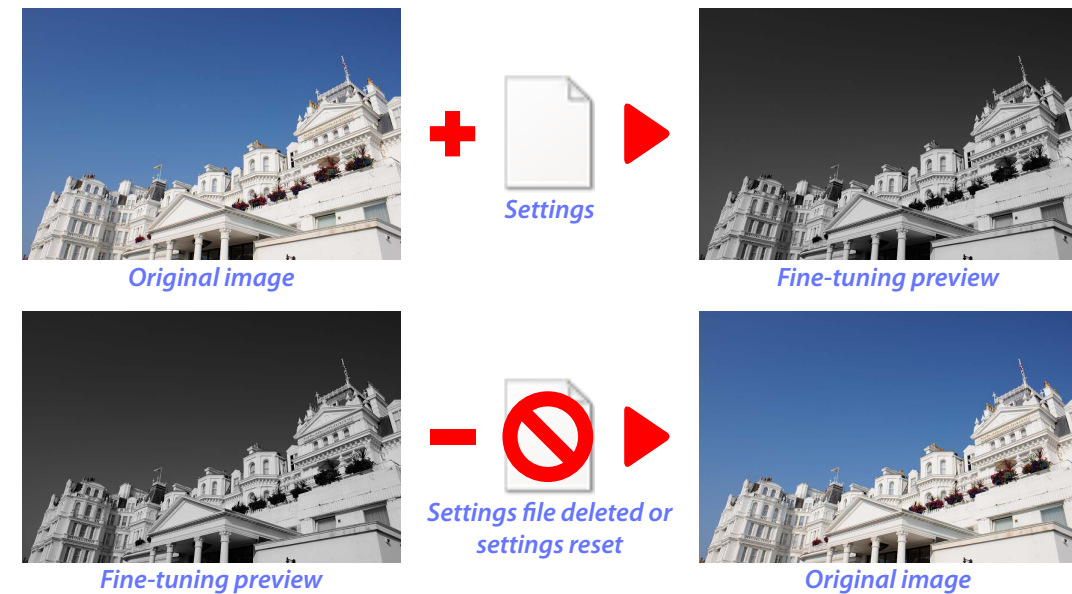 Settings
Original image
Fine-tuning preview
Settings file deleted or
settings reset
Fine-tuning preview
Original image